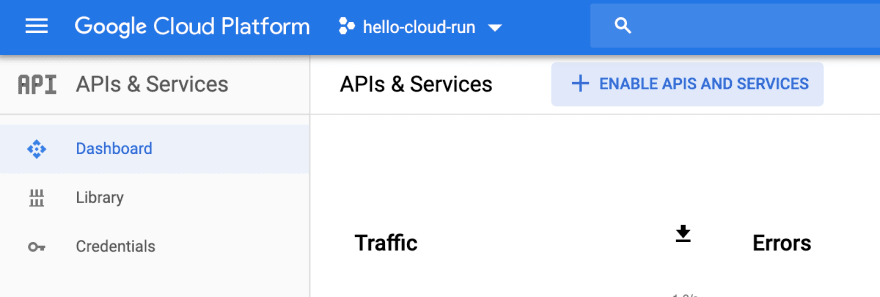 Google Cloud Platform
hello-cloud-run
API
APIs & Services
APIs & Services
ENABLE APIS AND SERVICES
Dashboard
Library
Credentials
Traffic
Errors